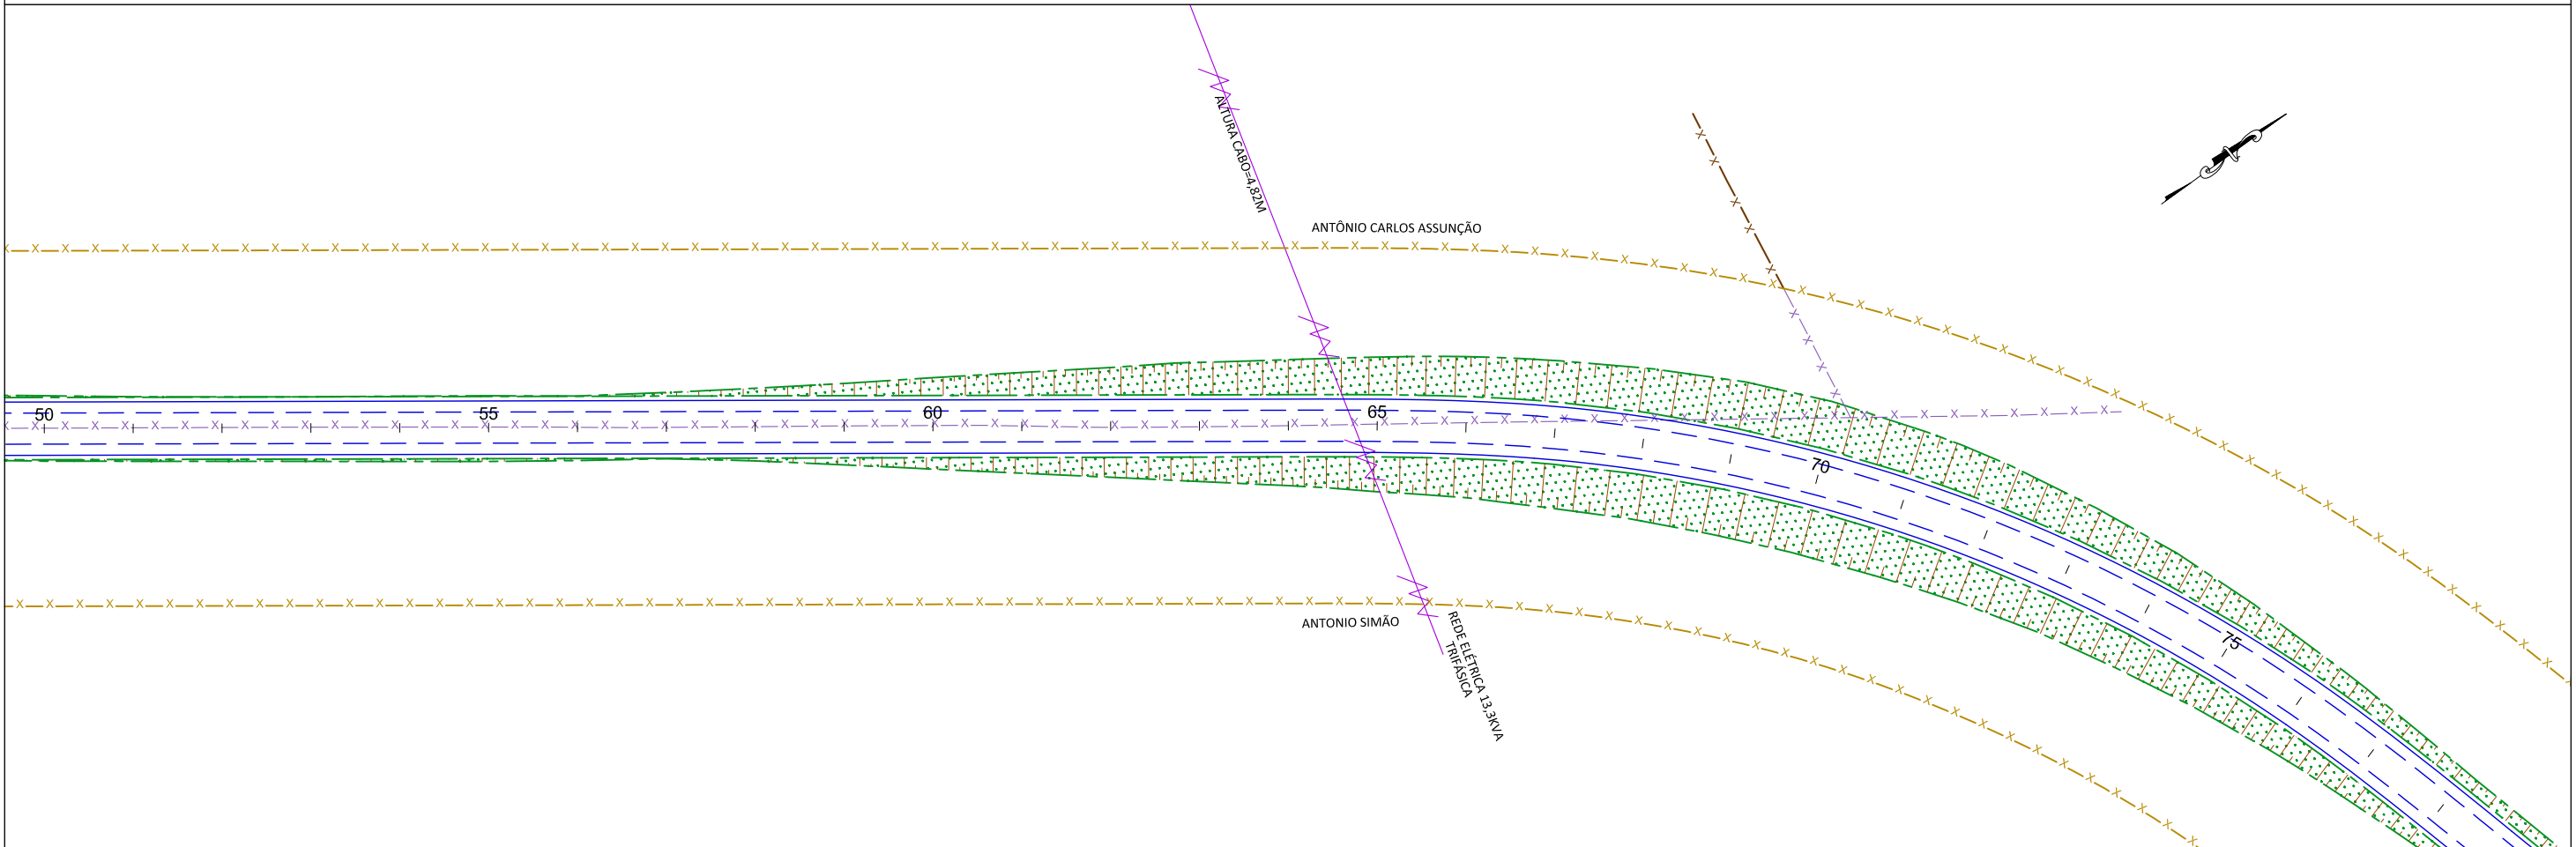 ALTURA CABO=4,82M
ANTÔNIO CARLOS ASSUNÇÃO
50
55
60
65
70
75
ANTONIO SIMÃO
REDE ELÉTRICA 13,3KVA
TRIFÁSICA